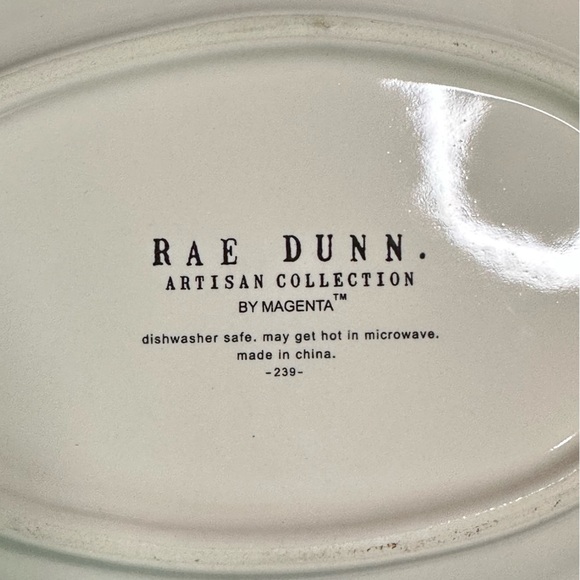 RAE DUNN.
ARTISAN COLLECTION
BY MAGENTA™
dishwasher safe. may get hot in microwave.
made in china.
-239-